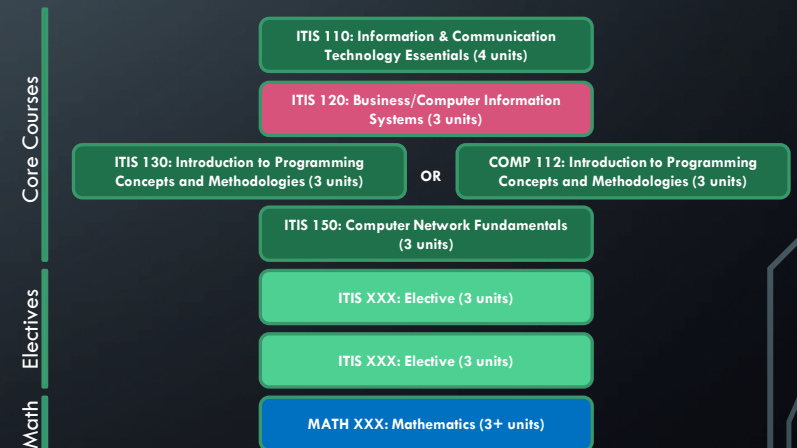 Core Courses
ITIS 110: Information & Communication
Technology Essentials (4 units)
ITIS 120: Business/Computer Information
Systems (3 units)
ITIS 130: Introduction to Programming
Concepts and Methodologies (3 units)
OR
COMP 112: Introduction to Programming
Concepts and Methodologies (3 units)
ITIS 150: Computer Network Fundamentals
(3 units)
Electives
ITIS XXX: Elective (3 units)
ITIS XXX: Elective (3 units)
Math
MATH XXX: Mathematics (3+ units)